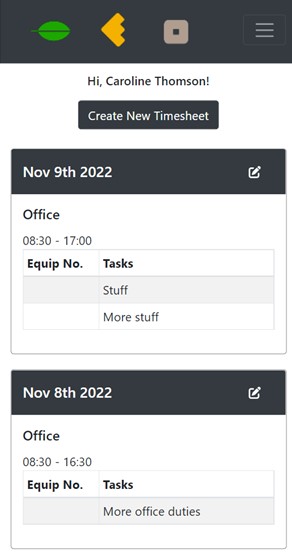 Hi, Caroline Thomson!
Create New Timesheet
Nov 9th 2022
Office
08:30 - 17:00
Equip No. Tasks
Stuff
More stuff
Nov 8th 2022
Office
08:30 - 16:30
Equip No. Tasks
More office duties